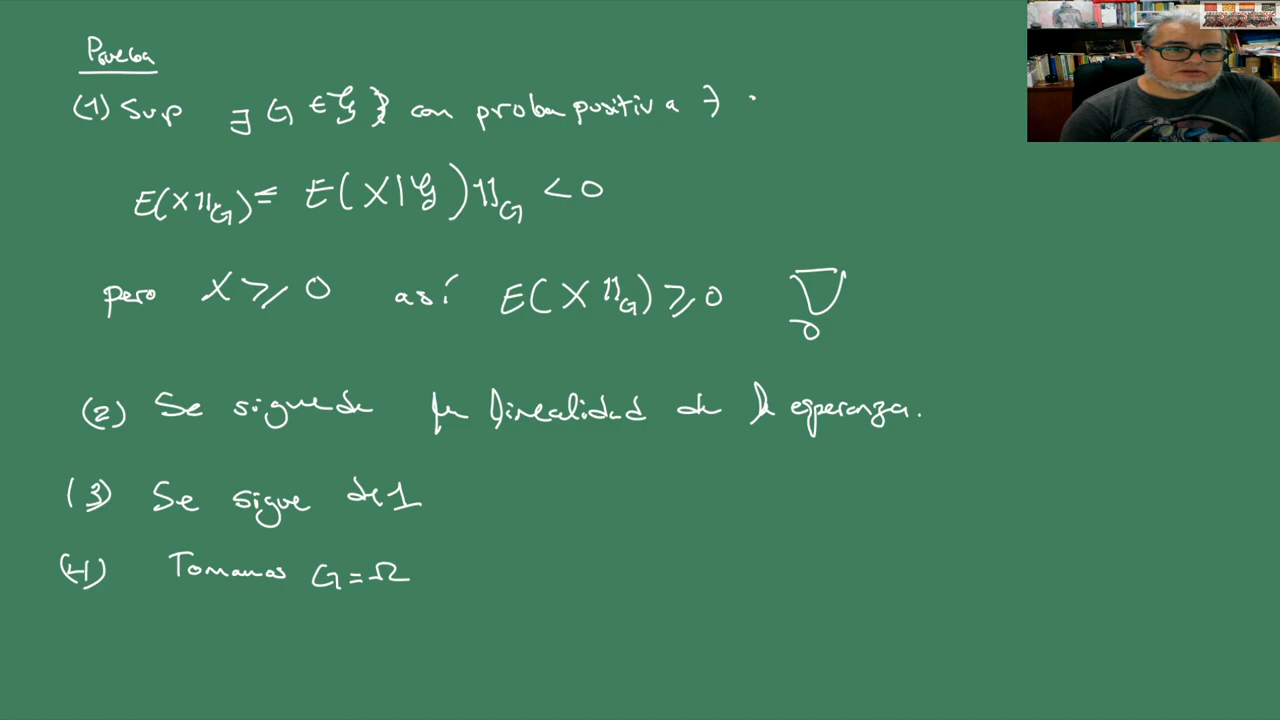 Prueba
(1) Sup ∃ G ∈ 𝒢 } con proba positiva ∋ ·
E(X 𝟙_G) = E(X|𝒢) 𝟙_G < 0
pero X ≥ 0 así E(X 𝟙_G) ≥ 0
(2) Se sigue de la linealidad de la esperanza.
(3) Se sigue de 1
(4) Tomamos G = Ω